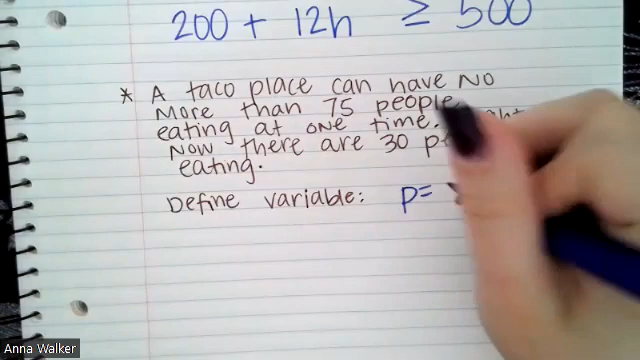 200 + 12h ≥ 500
* A taco place can have NO
More than 75 people
eating at one time.
Now there are 30
eating.
Define variable: p=
Anna Walker